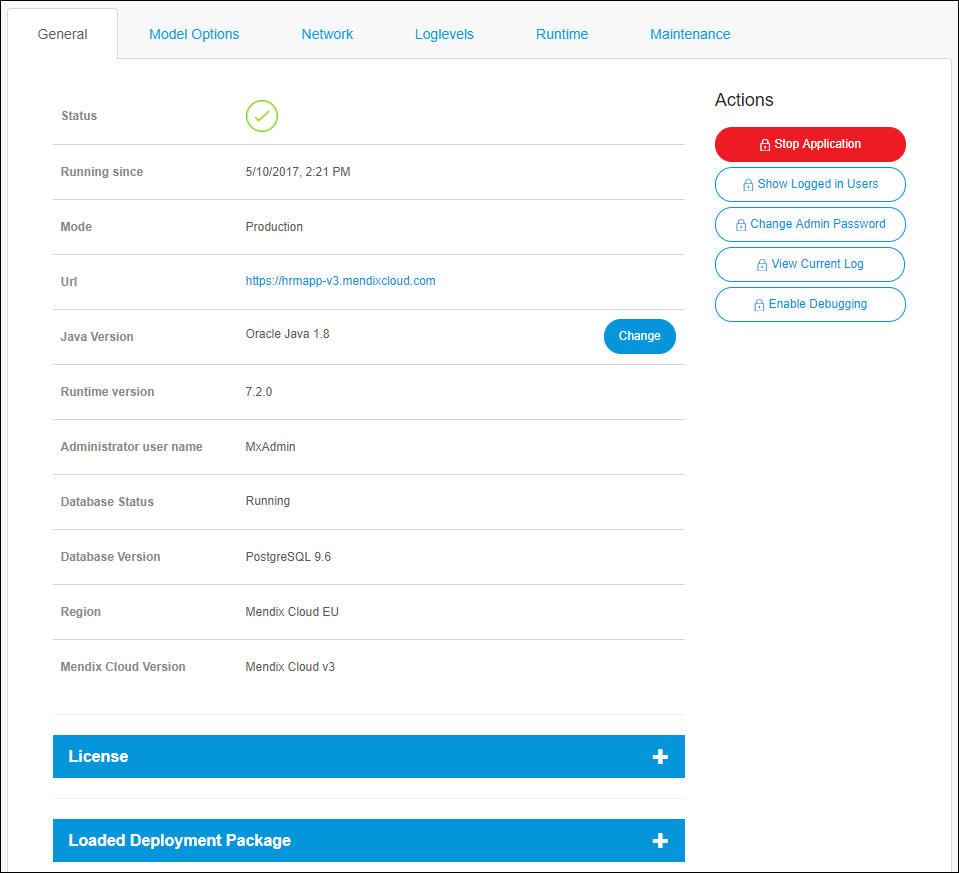 General Model Options Network Loglevels Runtime Maintenance
Status
Running since 5/10/2017, 2:21 PM
Mode Production
Url https://hrmapp-v3.mendixcloud.com
Java Version Oracle Java 1.8 Change
Runtime version 7.2.0
Administrator user name MxAdmin
Database Status Running
Database Version PostgreSQL 9.6
Region Mendix Cloud EU
Mendix Cloud Version Mendix Cloud v3
License
Loaded Deployment Package
Actions
Stop Application
Show Logged in Users
Change Admin Password
View Current Log
Enable Debugging